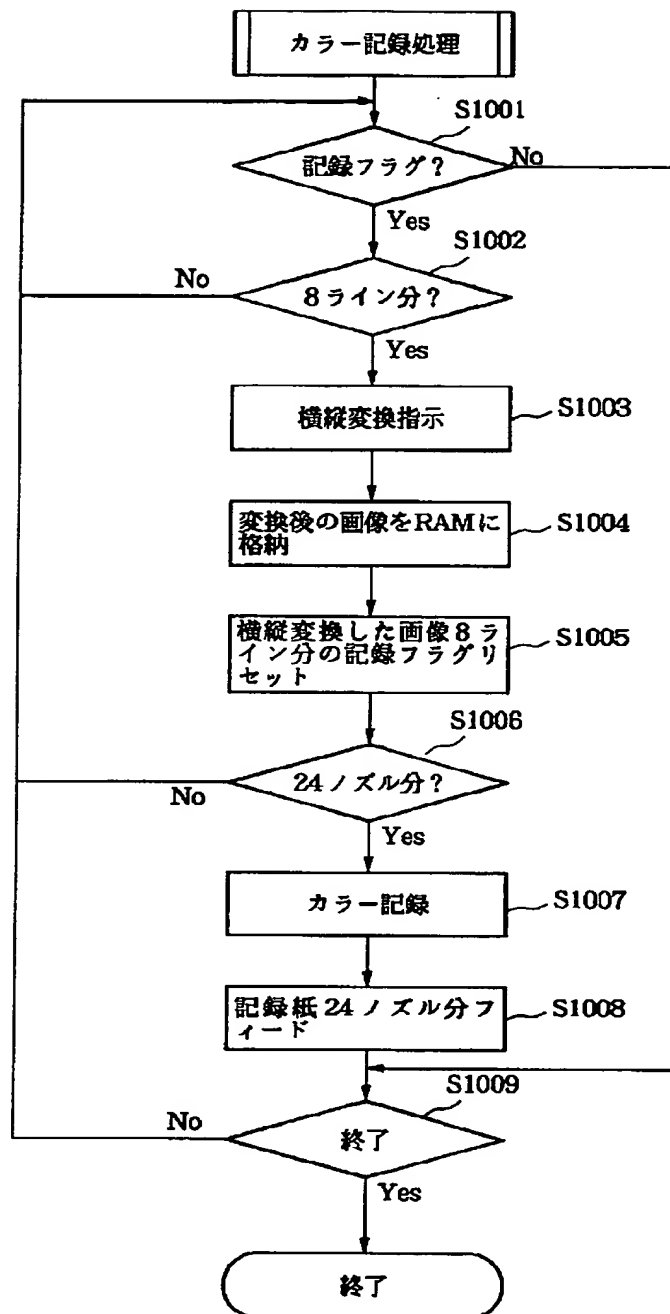 カラー記録処理
S1001
記録フラグ?
No
Yes
S1002
8ライン分?
No
Yes
横縦変換指示
S1003
変換後の画像をRAMに
格納
S1004
横縦変換した画像8ラ
イン分の記録フラグリ
セット
S1005
S1006
24ノズル分?
No
Yes
カラー記録
S1007
記録紙24ノズル分フ
ィード
S1008
S1009
終了
No
Yes
終了